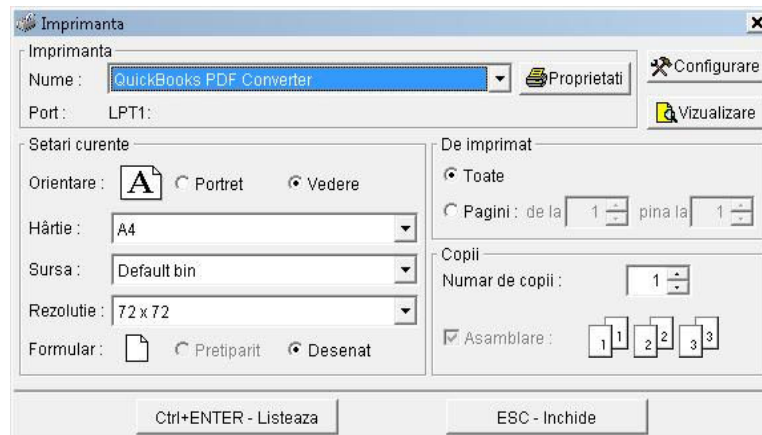 Imprimanta
Imprimanta
Nume : QuickBooks PDF Converter Proprietati
Port : LPT1:
Configurare
Vizualizare
Setari curente
Orientare : A Portret Vedere
Hârtie : A4
Sursa : Default bin
Rezolutie : 72 x 72
Formular : Pretiparit Desenat
De imprimat
Toate
Pagini : de la 1 pina la 1
Copii
Numar de copii : 1
Asamblare : 1 1 2 2 3 3
Ctrl+ENTER - Listeaza
ESC - Inchide